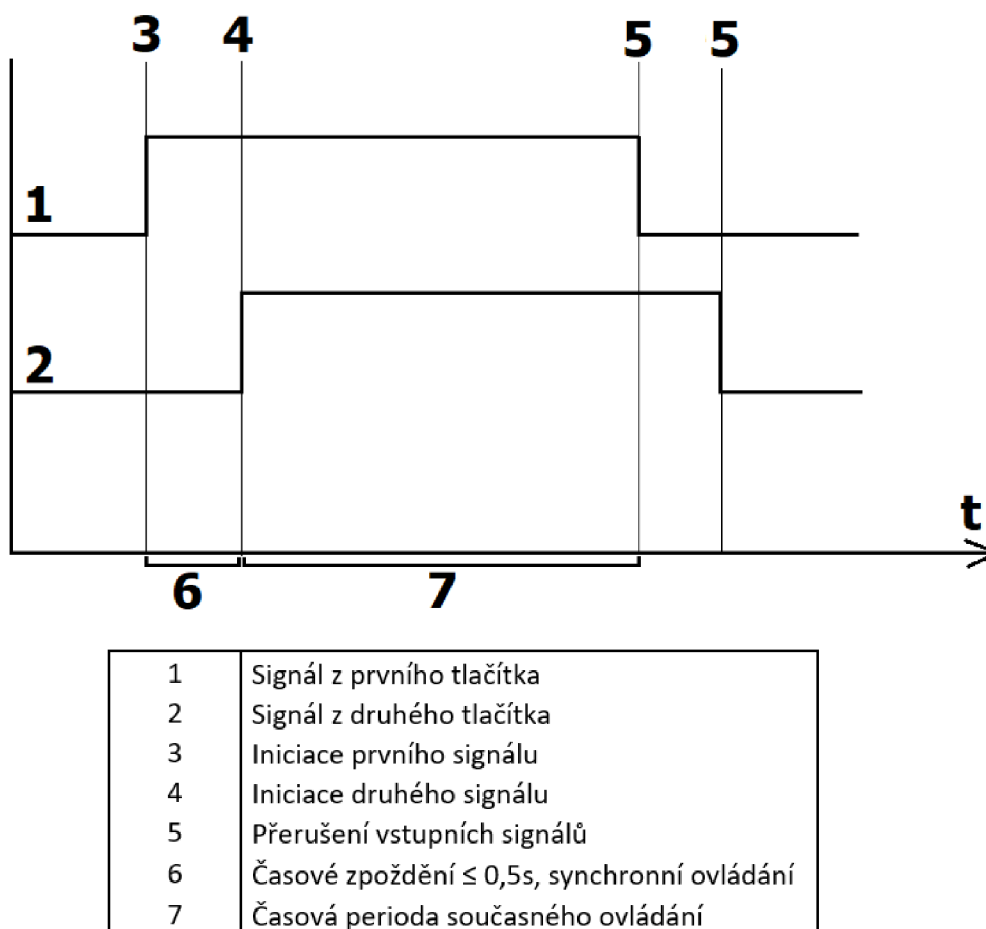 3 4 5 5
1
2
t
6 7
1 Signál z prvního tlačítka
2 Signál z druhého tlačítka
3 Iniciace prvního signálu
4 Iniciace druhého signálu
5 Přerušení vstupních signálů
6 Časové zpoždění ≤ 0,5s, synchronní ovládání
7 Časová perioda současného ovládání